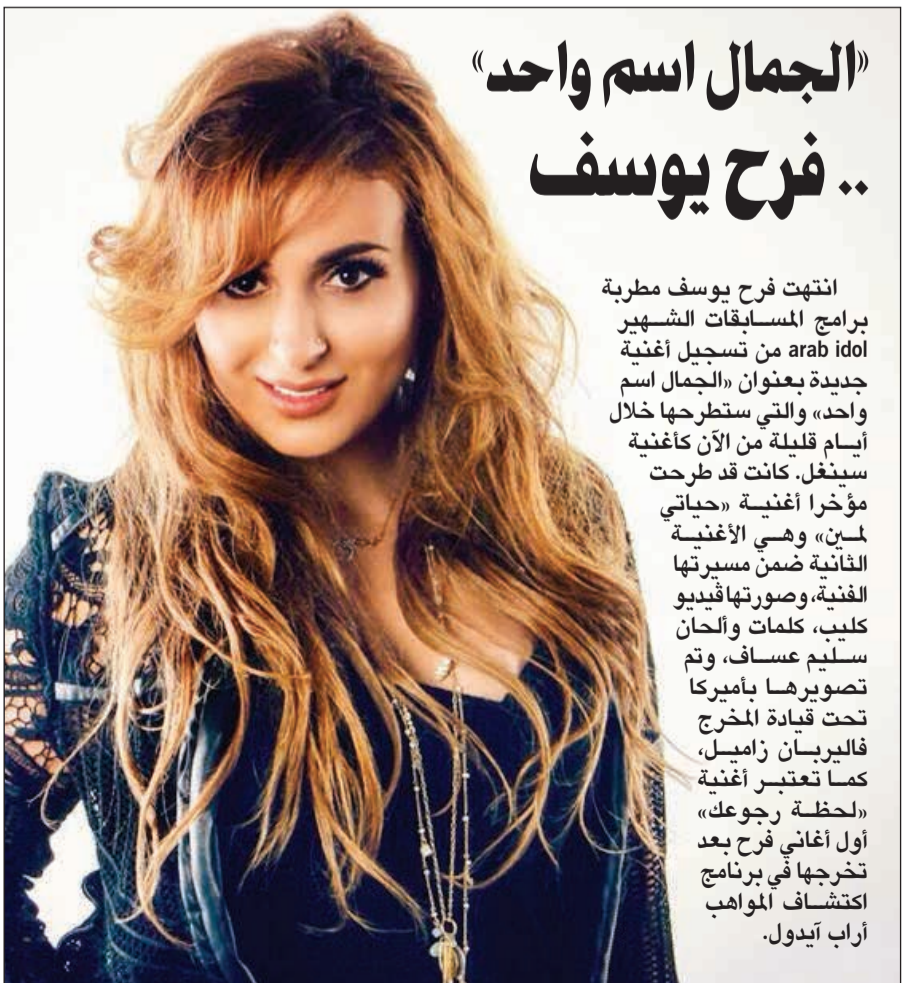 «الجمال اسم واحد»
.. فرح يوسف
انتهت فرح يوسف مطربة
برامج المسابقات الشهير
arab idol من تسجيل أغنية
جديدة بعنوان «الجمال اسم
واحد» والتي ستطرحها خلال
أيام قليلة من الآن كأغنية
سينغل. كانت قد طرحت
مؤخرا أغنية «حياتي
لمين» وهي الأغنية
الثانية ضمن مسيرتها
الفنية، وصورتها ڤيديو
كليب، كلمات وألحان
سليم عساف، وتم
تصويرها بأميركا
تحت قيادة المخرج
فاليربان زاميل،
كما تعتبر أغنية
«لحظة رجوعك»
أول أغاني فرح بعد
تخرجها في برنامج
اكتشاف المواهب
أراب آيدول.